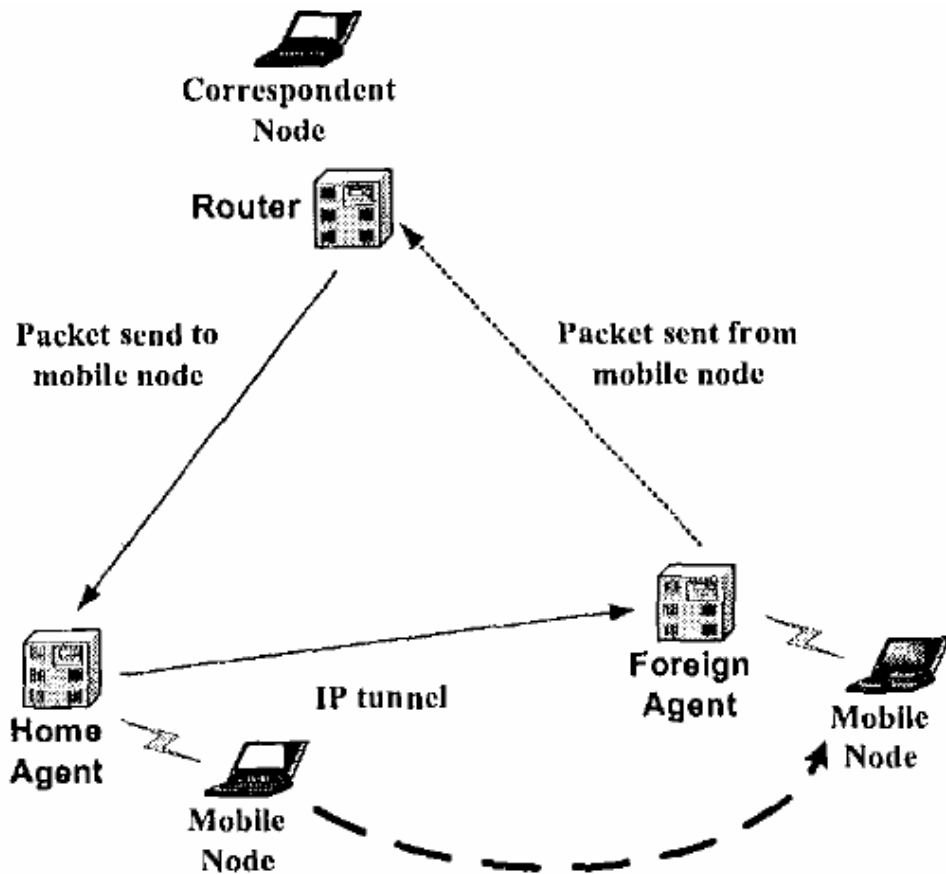 Correspondent
Node
Router
Packet send to
mobile node
Packet sent from
mobile node
IP tunnel
Foreign
Agent
Home
Agent
Mobile
Node
Mobile
Node